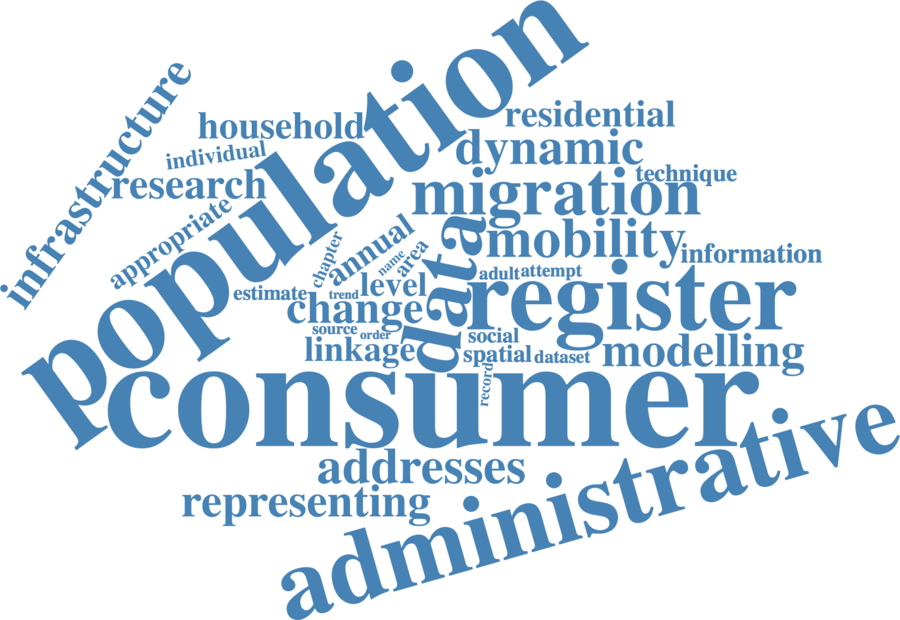 population
infrastructure
household
residential
individual
dynamic
research
technique
migration
appropriate
annual
data
mobility
information
chapter
name
area
adult
attempt
estimate
trend
level
register
change
source
order
social
linkage
spatial
dataset
modelling
record
consumer
administrative
addresses
representing